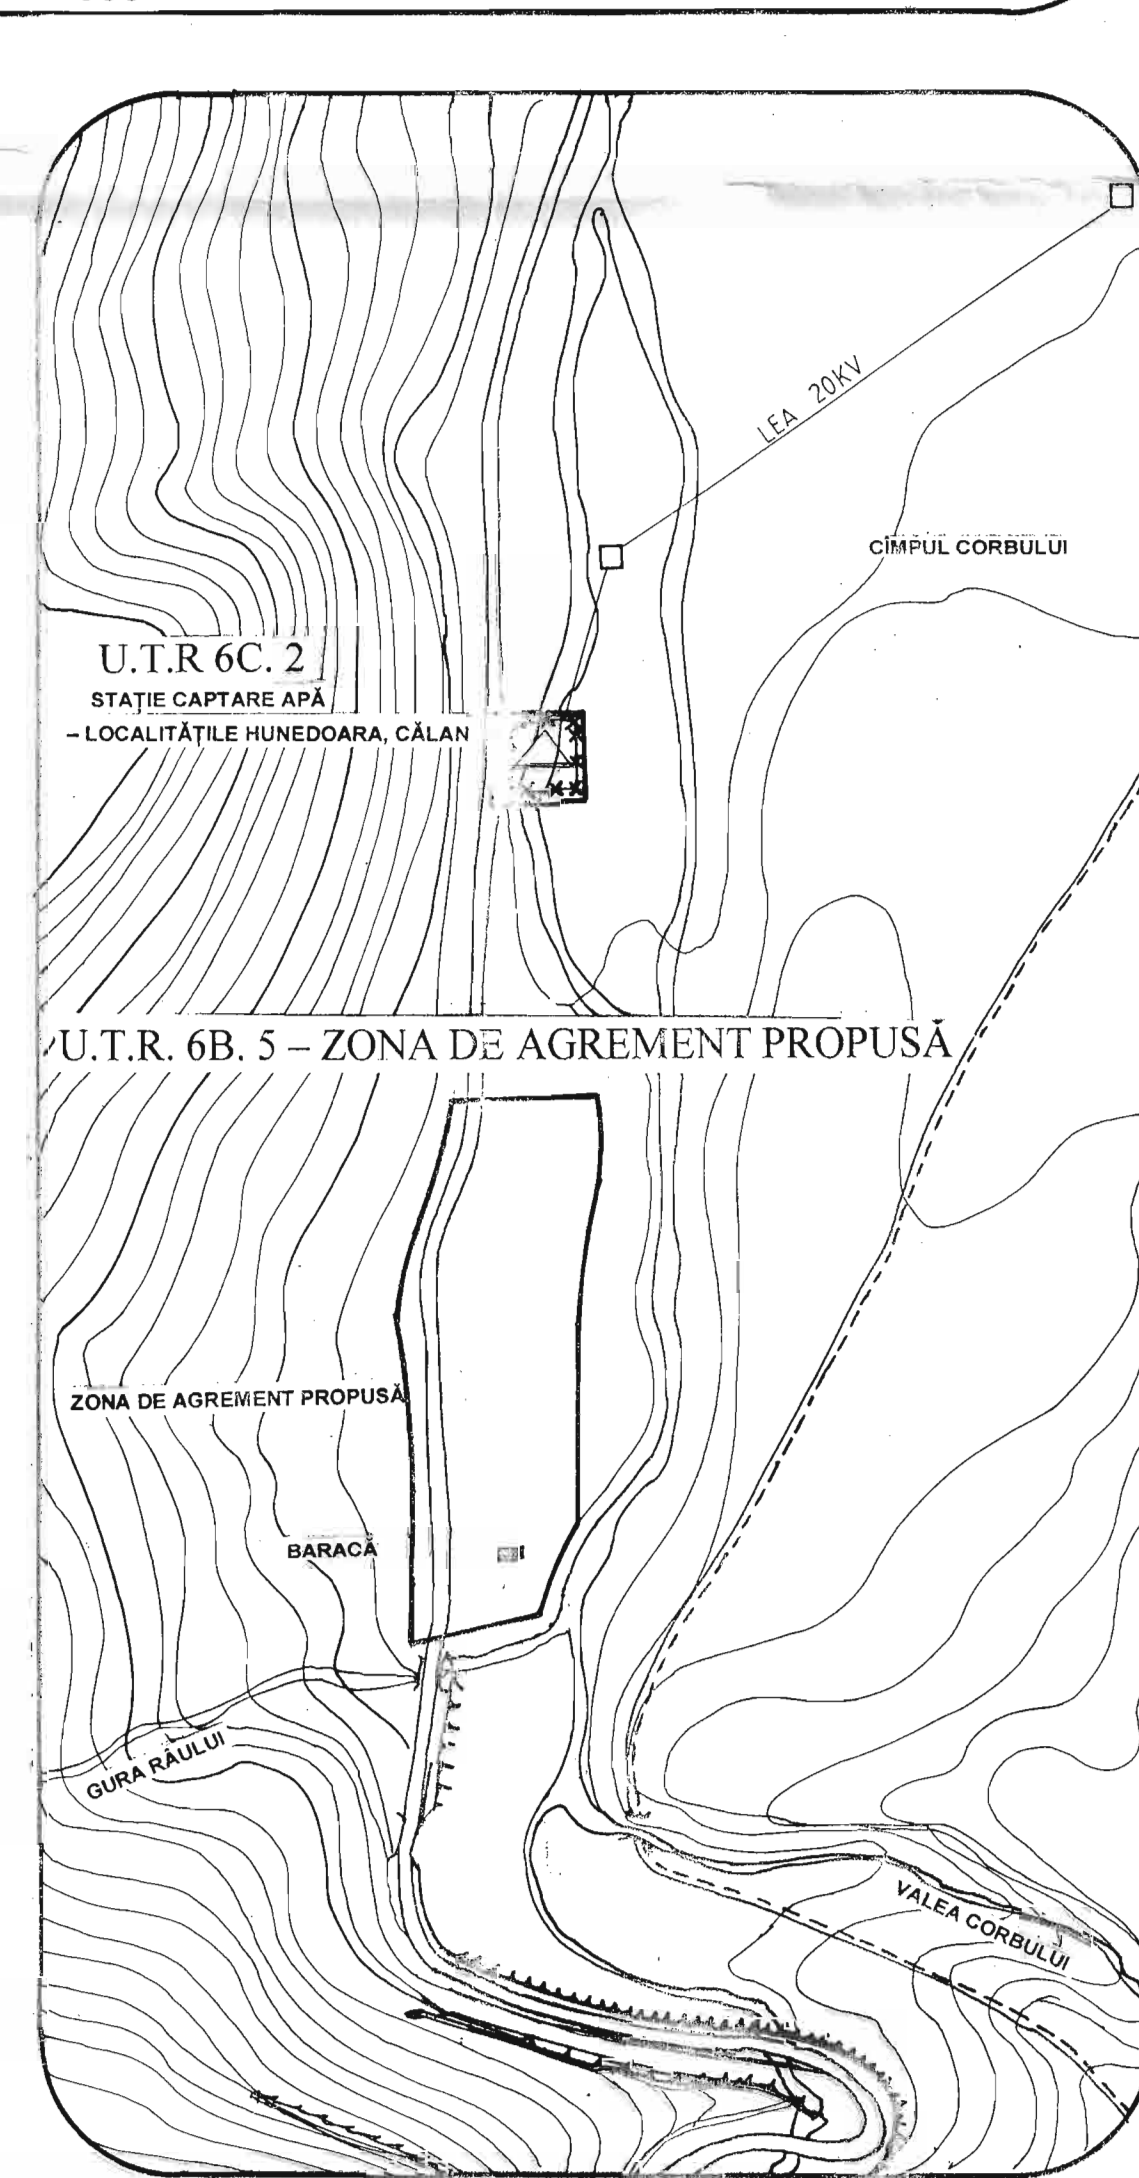 LEA 20KV
CÎMPUL CORBULUI
U.T.R 6C. 2
STAȚIE CAPTARE APĂ
– LOCALITĂȚILE HUNEDOARA, CĂLAN
U.T.R. 6B. 5 – ZONA DE AGREMENT PROPUSĂ
ZONA DE AGREMENT PROPUSĂ
BARACĂ
GURA RÂULUI
VALEA CORBULUI